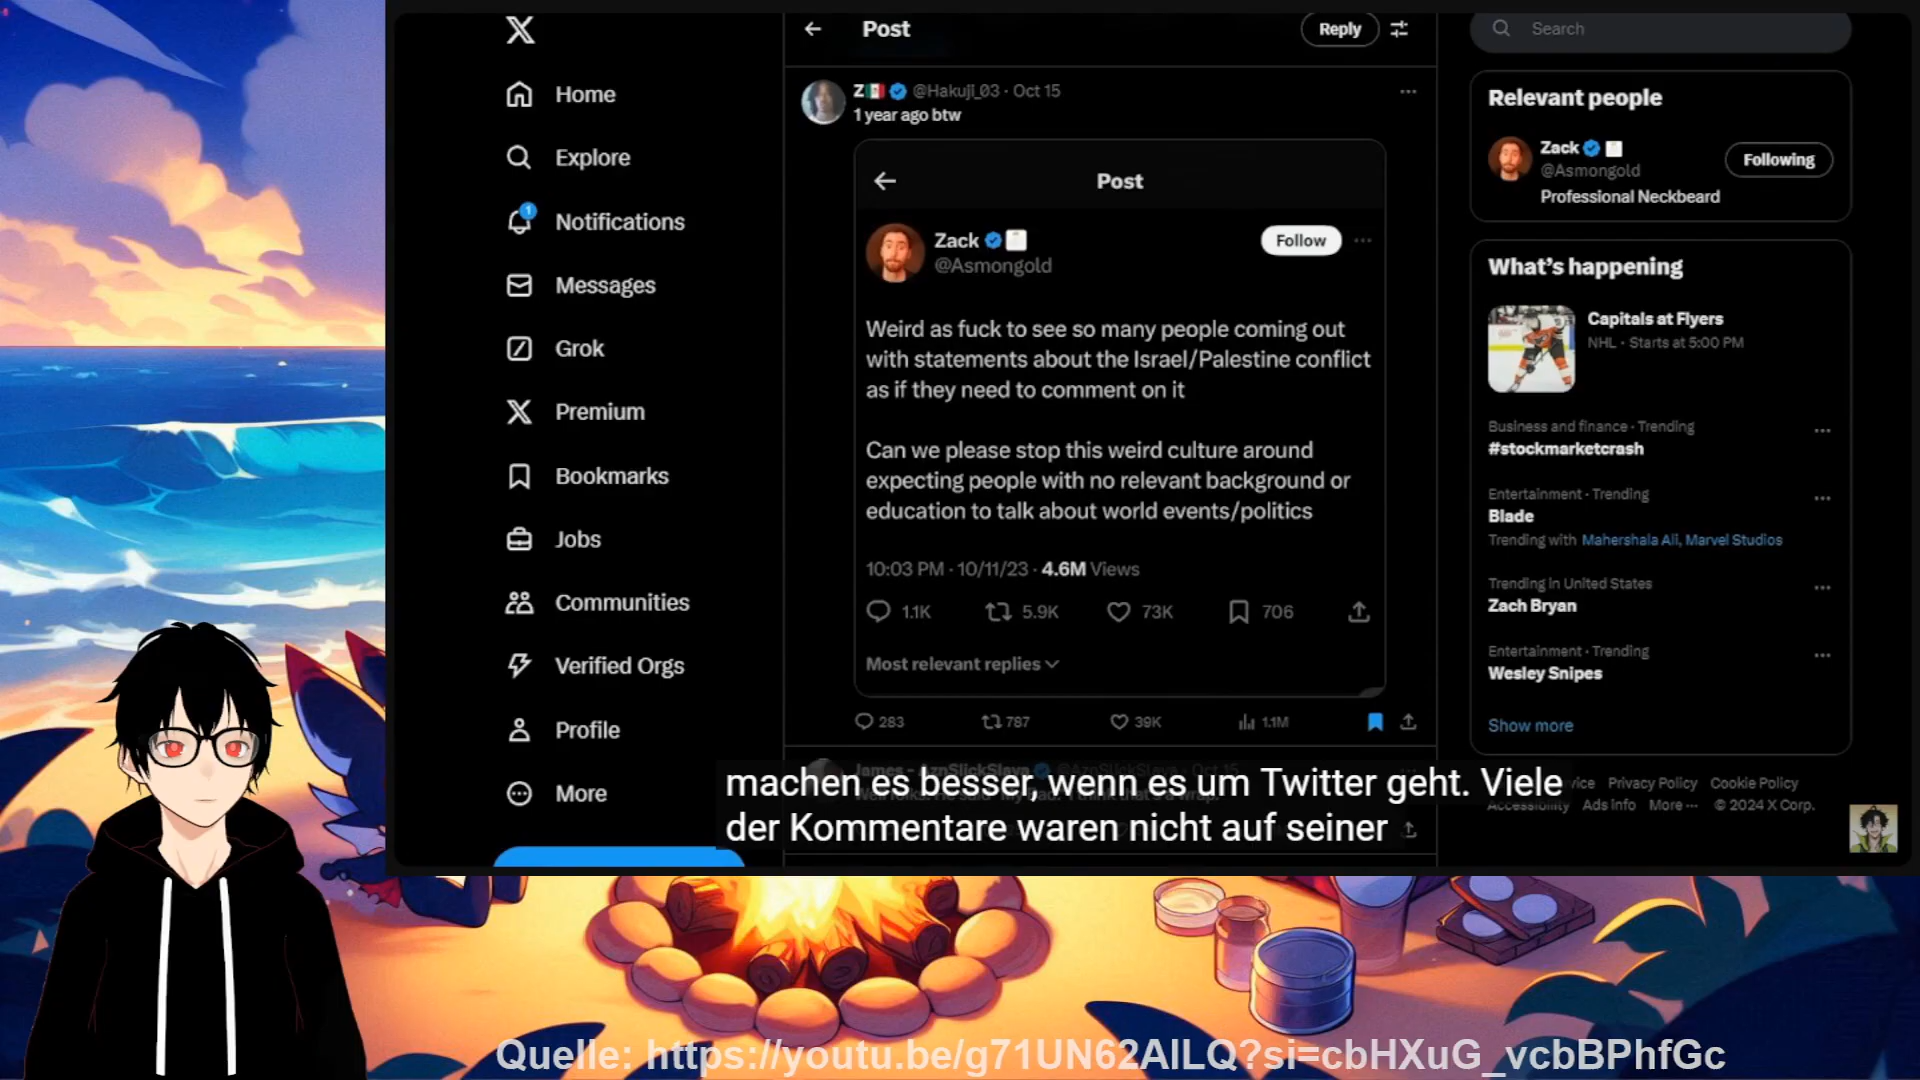 Home
Explore
1
Notifications
Messages
Grok
Premium
Bookmarks
Jobs
Communities
Verified Orgs
Profile
More
Post
Reply
Z @Hakuji_03 · Oct 15
1 year ago btw
Post
Zack
@Asmongold
Follow
Weird as fuck to see so many people coming out
with statements about the Israel/Palestine conflict
as if they need to comment on it
Can we please stop this weird culture around
expecting people with no relevant background or
education to talk about world events/politics
10:03 PM · 10/11/23 · 4.6M Views
1.1K 5.9K 73K 706
Most relevant replies
283 787 39K 1.1M
machen es besser, wenn es um Twitter geht. Viele
der Kommentare waren nicht auf seiner
Search
Relevant people
Zack
@Asmongold
Following
Professional Neckbeard
What's happening
Capitals at Flyers
NHL · Starts at 5:00 PM
Business and finance · Trending
#stockmarketcrash
Entertainment · Trending
Blade
Trending with Mahershala Ali, Marvel Studios
Trending in United States
Zach Bryan
Entertainment · Trending
Wesley Snipes
Show more
Privacy Policy Cookie Policy
Accessibility Ads info More ··· © 2024 X Corp.
Quelle: https://youtu.be/g71UN62AILQ?si=cbHXuG_vcbBPhfGc